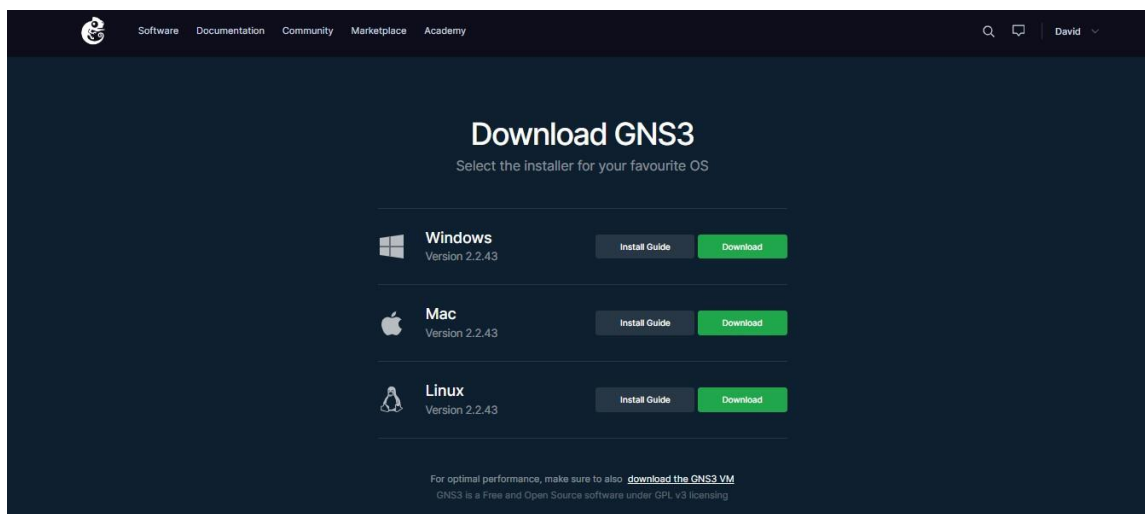 Software Documentation Community Marketplace Academy David
Download GNS3
Select the installer for your favourite OS
Windows
Version 2.2.43
Install Guide Download
Mac
Version 2.2.43
Install Guide Download
Linux
Version 2.2.43
Install Guide Download
For optimal performance, make sure to also download the GNS3 VM
GNS3 is a Free and Open Source software under GPL v3 licensing